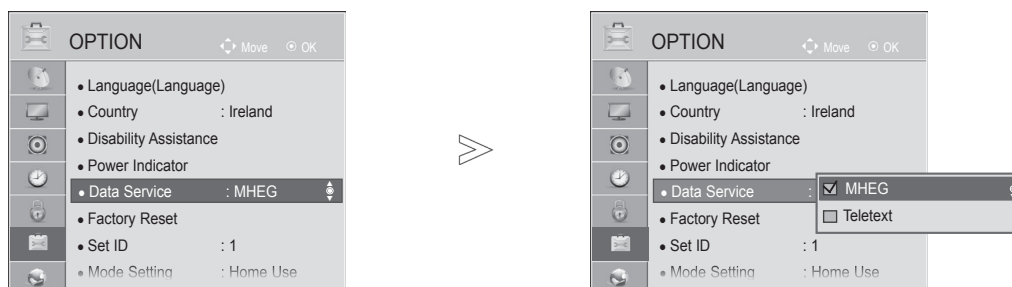 OPTION
Move OK
• Language(Language)
• Country : Ireland
• Disability Assistance
• Power Indicator
• Data Service : MHEG
• Factory Reset
• Set ID : 1
• Mode Setting : Home Use
>
OPTION
Move OK
• Language(Language)
• Country : Ireland
• Disability Assistance
• Power Indicator
• Data Service :
MHEG
Teletext
• Factory Reset
• Set ID : 1
• Mode Setting : Home Use